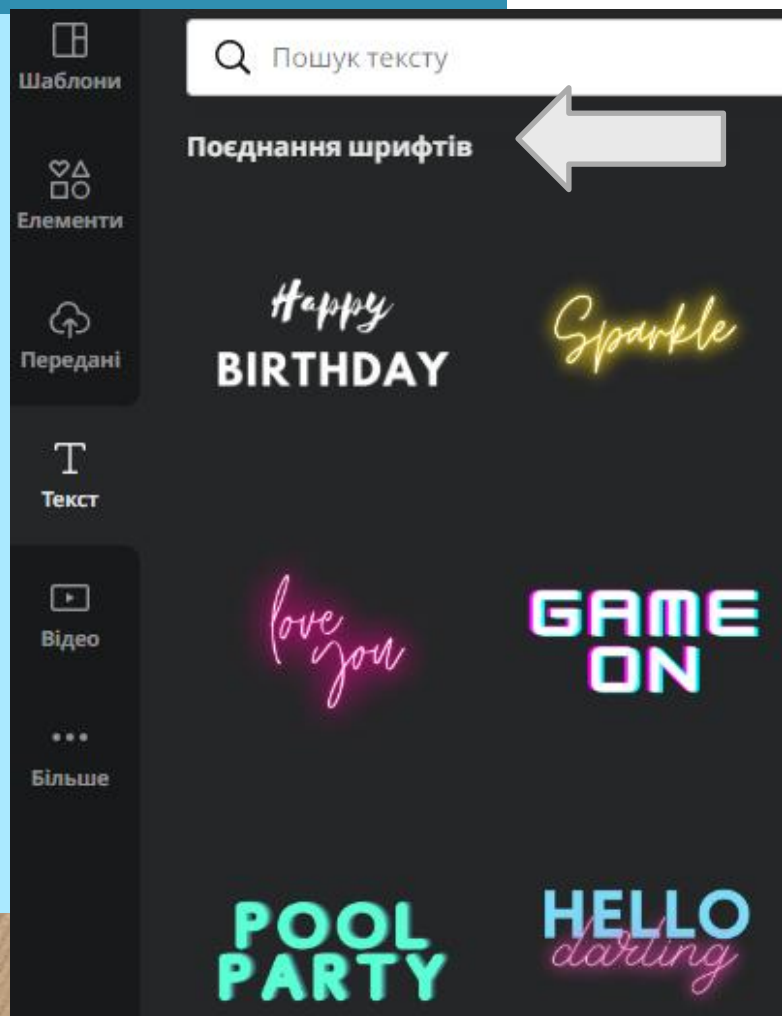 Шаблони
Елементи
Передані
Текст
Відео
Більше
Пошук тексту
Поєднання шрифтів
Happy
BIRTHDAY
Sparkle
love
you
GAME
ON
POOL
PARTY
HELLO
darling